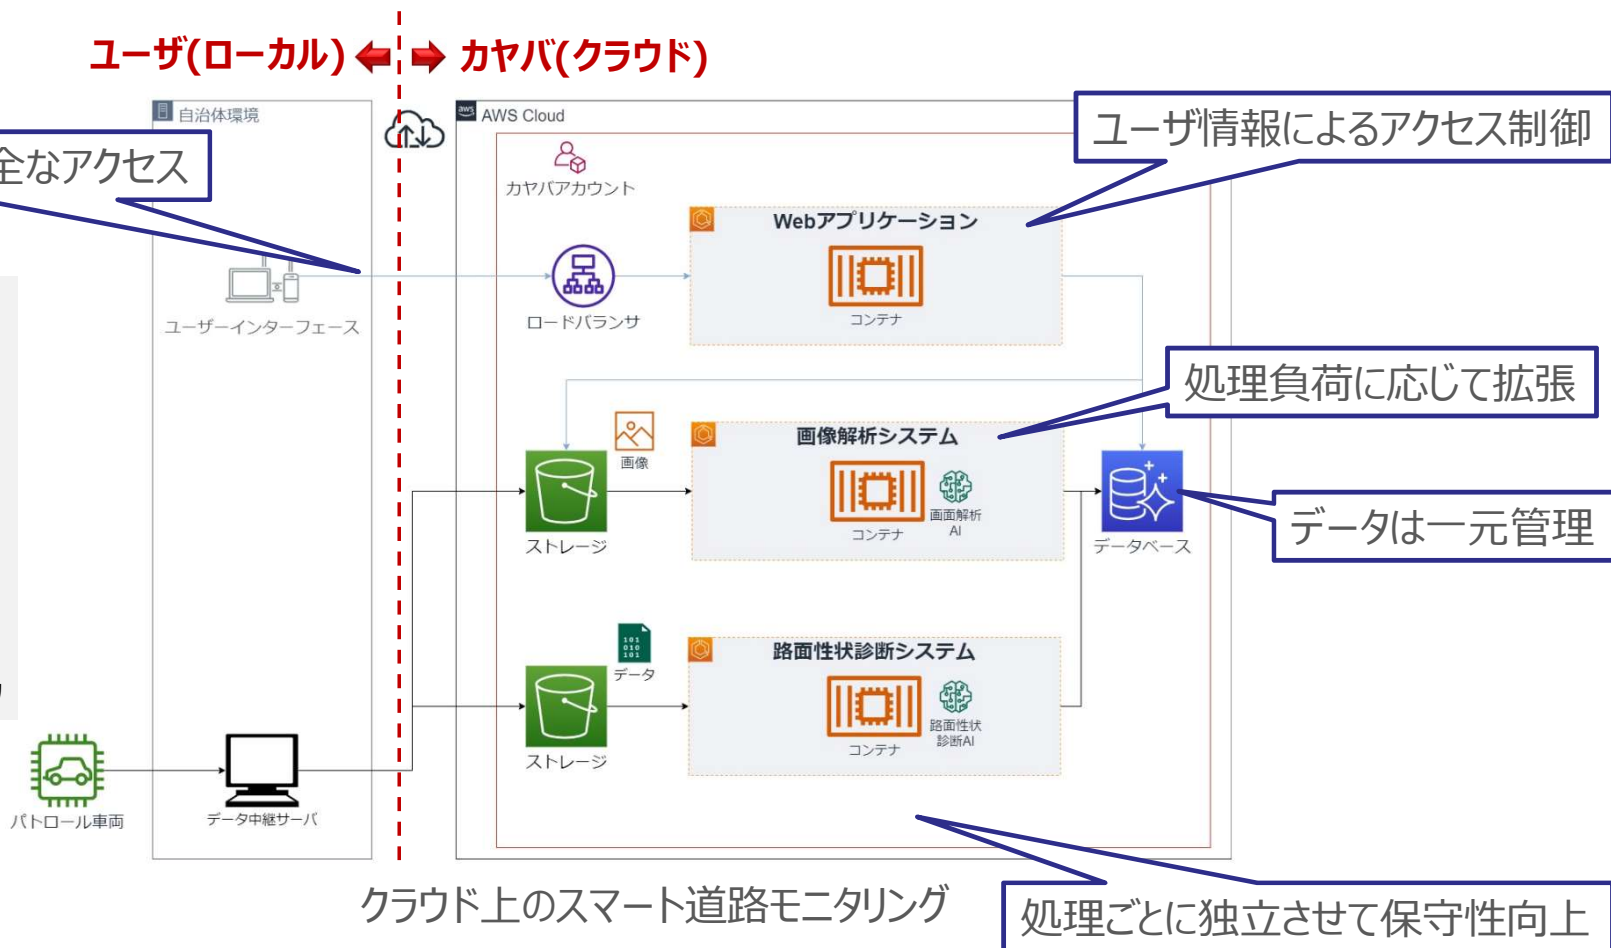 ユーザ(ローカル)
カヤバ(クラウド)
自治体環境
aws
AWS Cloud
ユーザ情報によるアクセス制御
全なアクセス
カヤバアカウント
Webアプリケーション
コンテナ
ユーザーインターフェース
ロードバランサ
処理負荷に応じて拡張
画像
画像解析システム
コンテナ
画面解析
AI
ストレージ
データベース
データは一元管理
101
010
101
データ
路面性状診断システム
コンテナ
路面性状
診断AI
ストレージ
パトロール車両
データ中継サーバ
クラウド上のスマート道路モニタリング
処理ごとに独立させて保守性向上